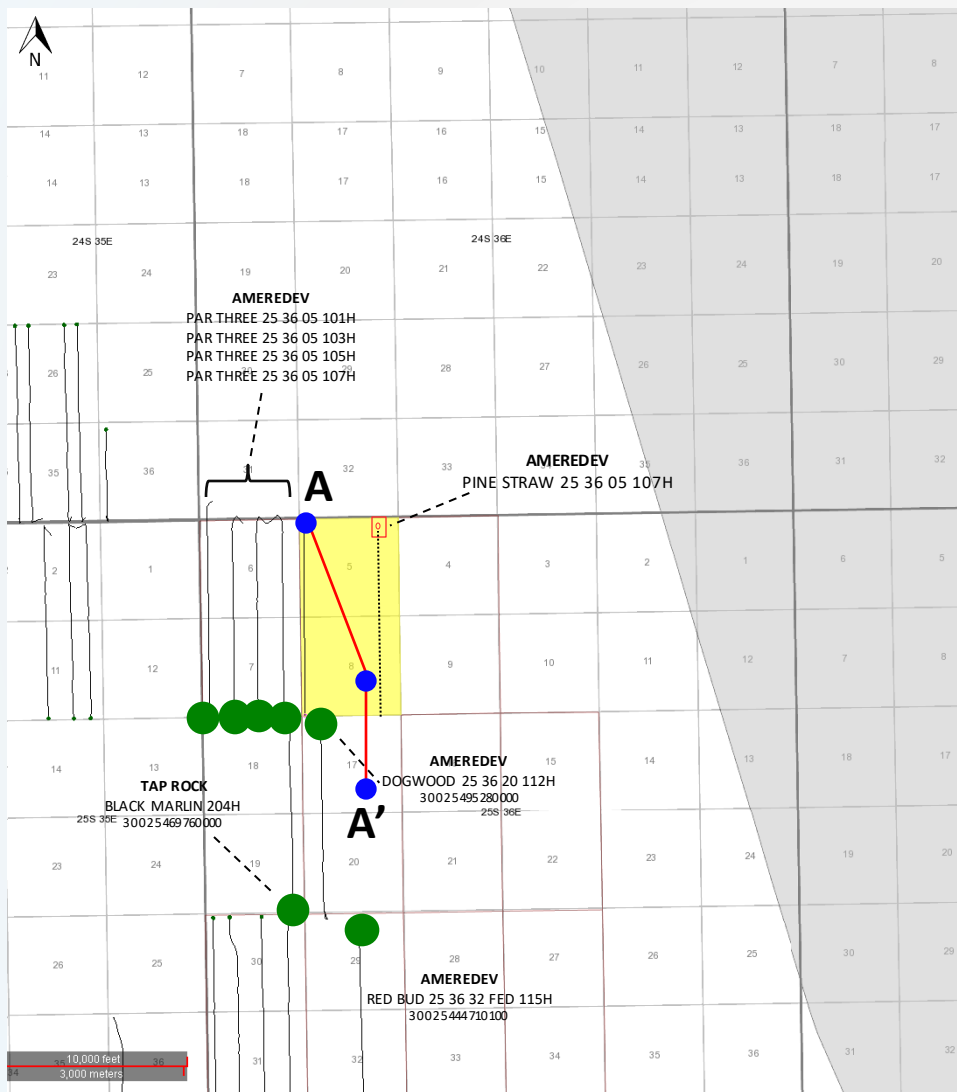 N
11 12 7 8 9 10 11 12 7 8
14 13 18 17 16 15 14 13 18 17
14 13 18 17 16 15 14 13 18 17
24S 35E 24S 36E
23 24 19 20 21 22 23 24 19 20
AMEREDEV
PAR THREE 25 36 05 101H
PAR THREE 25 36 05 103H
PAR THREE 25 36 05 105H
PAR THREE 25 36 05 107H
26 25 29 28 27 26 25 30 29
35 36 31 32 33 35 36 31 32
A
AMEREDEV
PINE STRAW 25 36 05 107H
2 1 6 5 4 3 2 1 6 5
11 12 7 8 9 10 11 12 7 8
14 13 18 17 15 14 13 18 17
AMEREDEV
DOGWOOD 25 36 20 112H
30025495280000
TAP ROCK
BLACK MARLIN 204H
30025469760000
A’
25S 35E 25S 36E
23 24 19 20 21 22 23 24 19 20
26 25 30 29 28 27 26 25 30 29
AMEREDEV
RED BUD 25 36 32 FED 115H
30025444710100
34 35 36 31 32 33 34 35 36 31 32
10,000 feet
3,000 meters